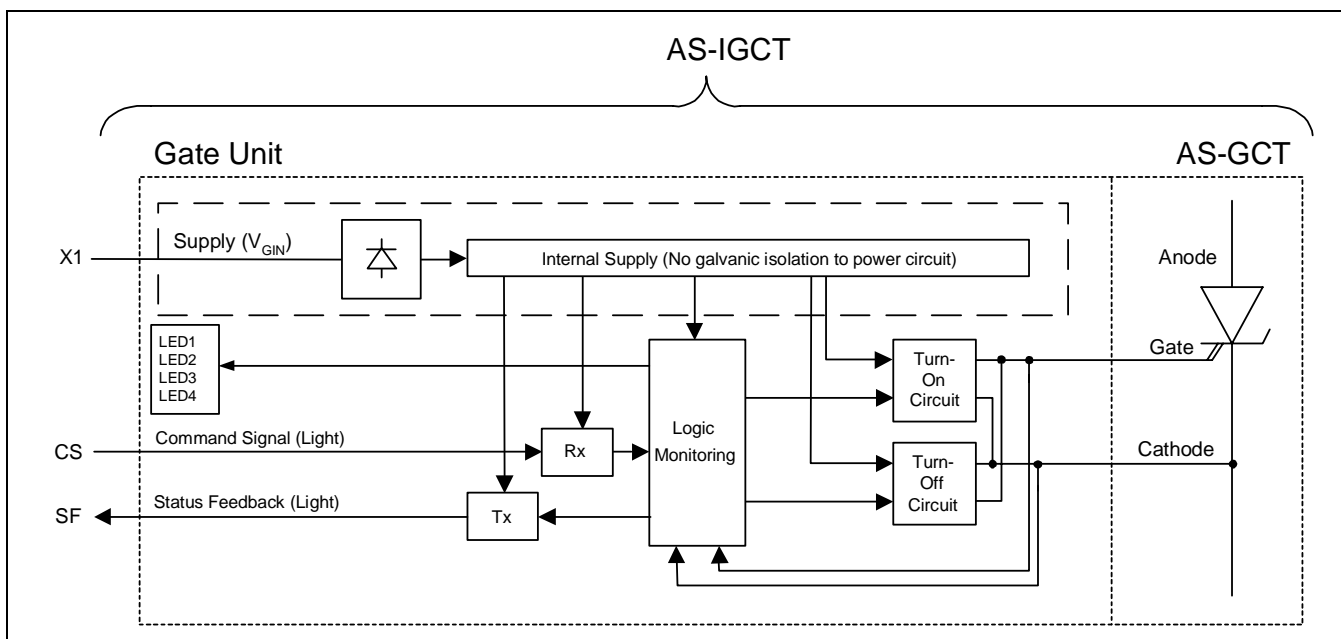 AS-IGCT
Gate Unit
AS-GCT
X1
Supply (VGIN)
Internal Supply (No galvanic isolation to power circuit)
Anode
LED1
LED2
LED3
LED4
Turn-
On
Circuit
Gate
CS
Command Signal (Light)
Rx
Logic
Monitoring
Turn-
Off
Circuit
Cathode
SF
Status Feedback (Light)
Tx